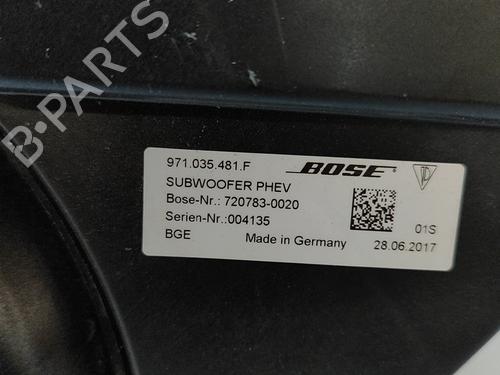 B-PARTS
971.035.481.F BOSE
SUBWOOFER PHEV
Bose-Nr.: 720783-0020
Serien-Nr.:004135 01S
BGE Made in Germany 28.06.2017